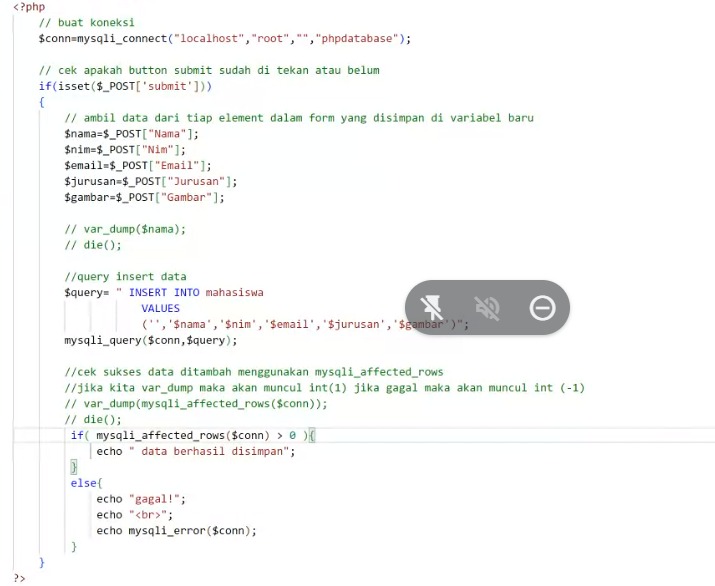 <?php
// buat koneksi
$conn=mysqli_connect("localhost","root","","phpdatabase");
// cek apakah button submit sudah di tekan atau belum
if(isset($_POST['submit']))
{
// ambil data dari tiap element dalam form yang disimpan di variabel baru
$nama=$_POST["Nama"];
$nim=$_POST["Nim"];
$email=$_POST["Email"];
$jurusan=$_POST["Jurusan"];
$gambar=$_POST["Gambar"];
// var_dump($nama);
// die();
//query insert data
$query= " INSERT INTO mahasiswa
VALUES
('','$nama','$nim','$email','$jurusan','$gambar')";
mysqli_query($conn,$query);
//cek sukses data ditambah menggunakan mysqli_affected_rows
//jika kita var_dump maka akan muncul int(1) jika gagal maka akan muncul int (-1)
// var_dump(mysqli_affected_rows($conn));
// die();
if( mysqli_affected_rows($conn) > 0 ){
echo " data berhasil disimpan";
}
else{
echo "gagal!";
echo "<br>";
echo mysqli_error($conn);
}
}
?>